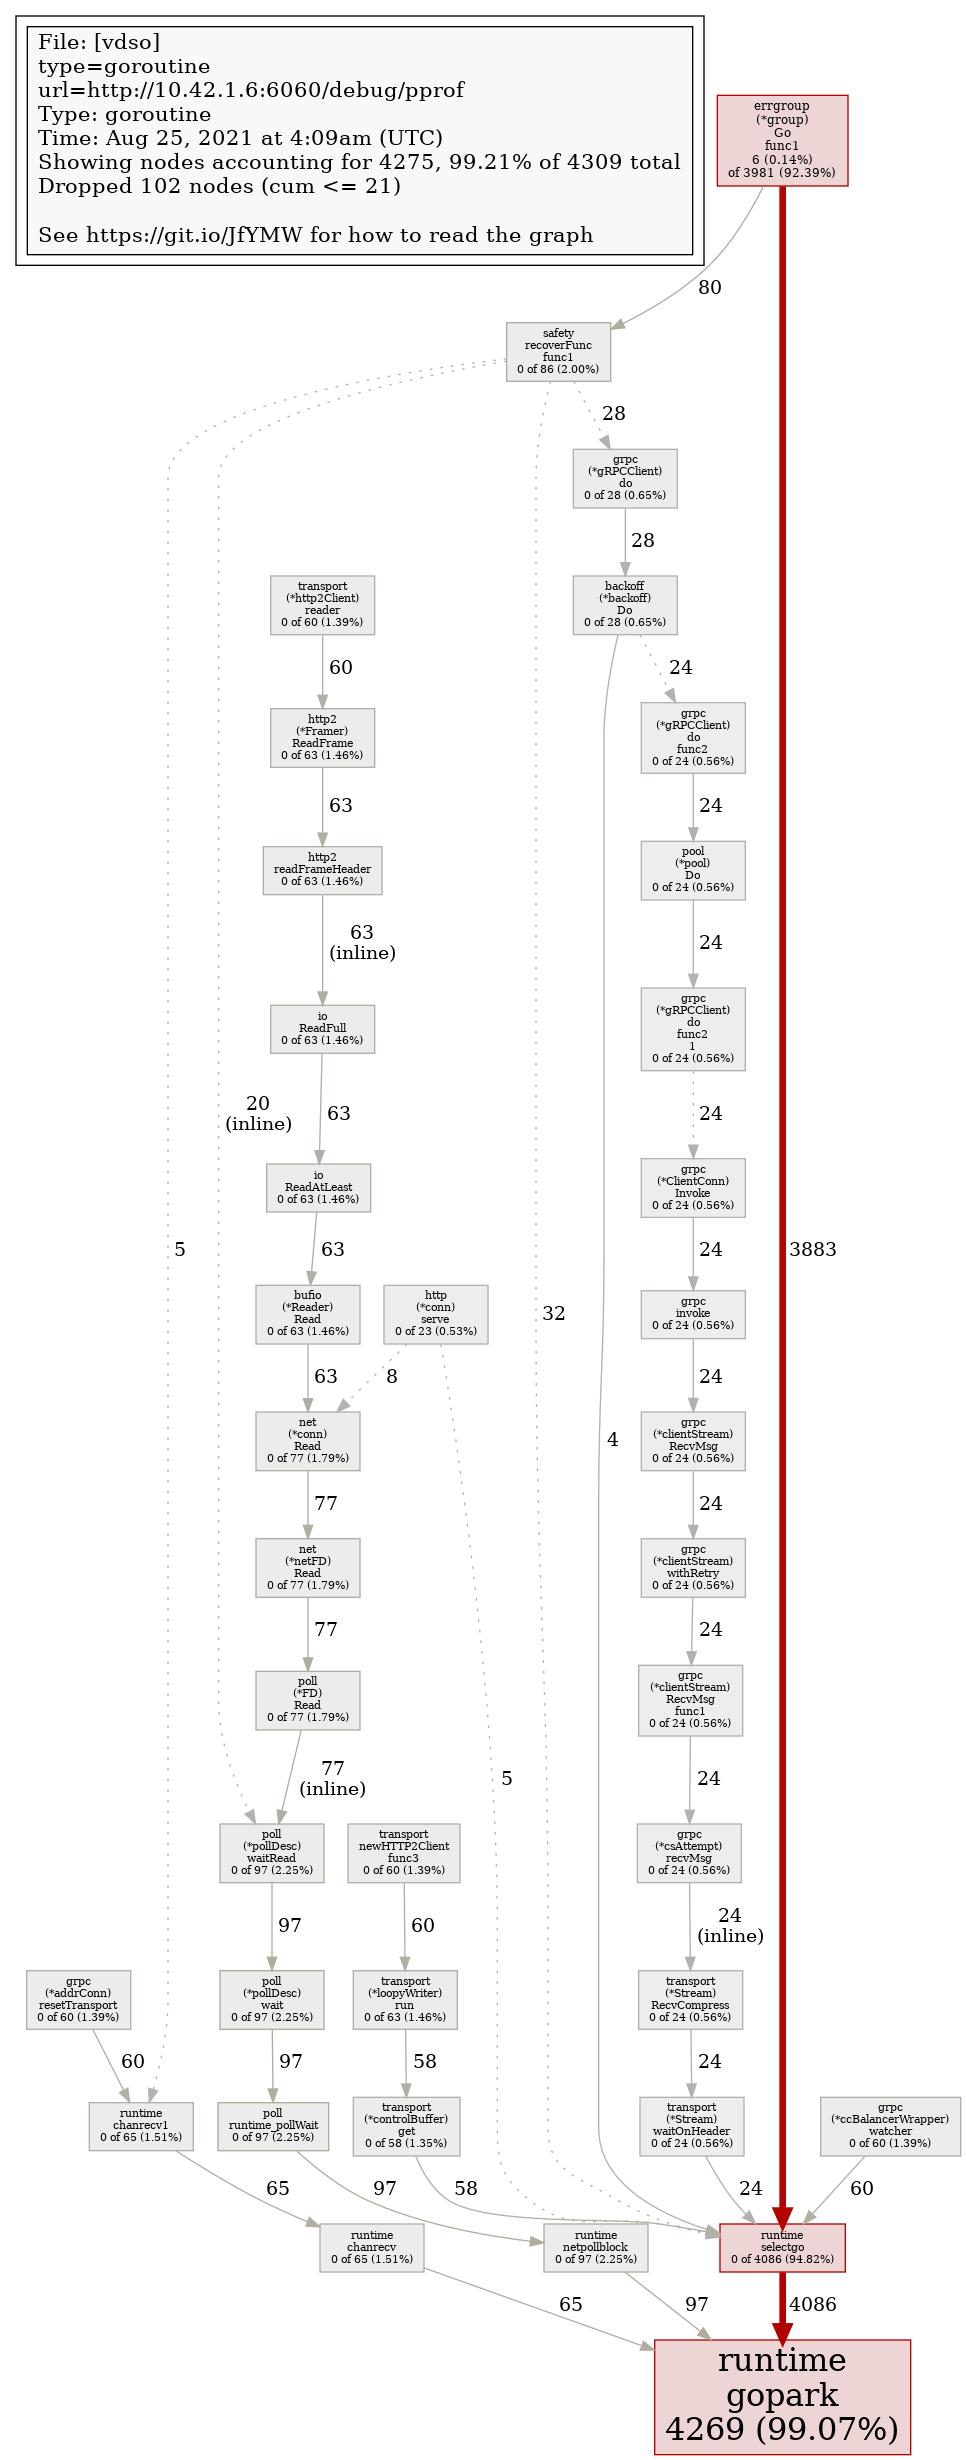 File: [vdso]
type=goroutine
url=http://10.42.1.6:6060/debug/pprof
Type: goroutine
Time: Aug 25, 2021 at 4:09am (UTC)
Showing nodes accounting for 4275, 99.21% of 4309 total
Dropped 102 nodes (cum <= 21)
See https://git.io/JfYMW for how to read the graph
errgroup
(*group)
Go
func1
6 (0.14%)
of 3981 (92.39%)
80
safety
recoverFunc
func1
0 of 86 (2.00%)
28
grpc
(*gRPCClient)
do
0 of 28 (0.65%)
28
transport
(*http2Client)
reader
0 of 60 (1.39%)
backoff
(*backoff)
Do
0 of 28 (0.65%)
60
24
http2
(*Framer)
ReadFrame
0 of 63 (1.46%)
grpc
(*gRPCClient)
do
func2
0 of 24 (0.56%)
63
24
http2
readFrameHeader
0 of 63 (1.46%)
pool
(*pool)
Do
0 of 24 (0.56%)
63
(inline)
24
io
ReadFull
0 of 63 (1.46%)
grpc
(*gRPCClient)
do
func2
1
0 of 24 (0.56%)
20
(inline)
63
24
io
ReadAtLeast
0 of 63 (1.46%)
grpc
(*ClientConn)
Invoke
0 of 24 (0.56%)
5
63
24
3883
bufio
(*Reader)
Read
0 of 63 (1.46%)
http
(*conn)
serve
0 of 23 (0.53%)
32
grpc
invoke
0 of 24 (0.56%)
63
8
24
net
(*conn)
Read
0 of 77 (1.79%)
4
grpc
(*clientStream)
RecvMsg
0 of 24 (0.56%)
77
24
net
(*netFD)
Read
0 of 77 (1.79%)
grpc
(*clientStream)
withRetry
0 of 24 (0.56%)
77
24
poll
(*FD)
Read
0 of 77 (1.79%)
grpc
(*clientStream)
RecvMsg
func1
0 of 24 (0.56%)
77
(inline)
5
24
poll
(*pollDesc)
waitRead
0 of 97 (2.25%)
transport
newHTTP2Client
func3
0 of 60 (1.39%)
grpc
(*csAttempt)
recvMsg
0 of 24 (0.56%)
97
60
24
(inline)
grpc
(*addrConn)
resetTransport
0 of 60 (1.39%)
poll
(*pollDesc)
wait
0 of 97 (2.25%)
transport
(*loopyWriter)
run
0 of 63 (1.46%)
transport
(*Stream)
RecvCompress
0 of 24 (0.56%)
60
97
58
24
runtime
chanrecv1
0 of 65 (1.51%)
poll
runtime_pollWait
0 of 97 (2.25%)
transport
(*controlBuffer)
get
0 of 58 (1.35%)
transport
(*Stream)
waitOnHeader
0 of 24 (0.56%)
grpc
(*ccBalancerWrapper)
watcher
0 of 60 (1.39%)
65
97
58
24
60
runtime
chanrecv
0 of 65 (1.51%)
runtime
netpollblock
0 of 97 (2.25%)
runtime
selectgo
0 of 4086 (94.82%)
65
97
4086
runtime
gopark
4269 (99.07%)